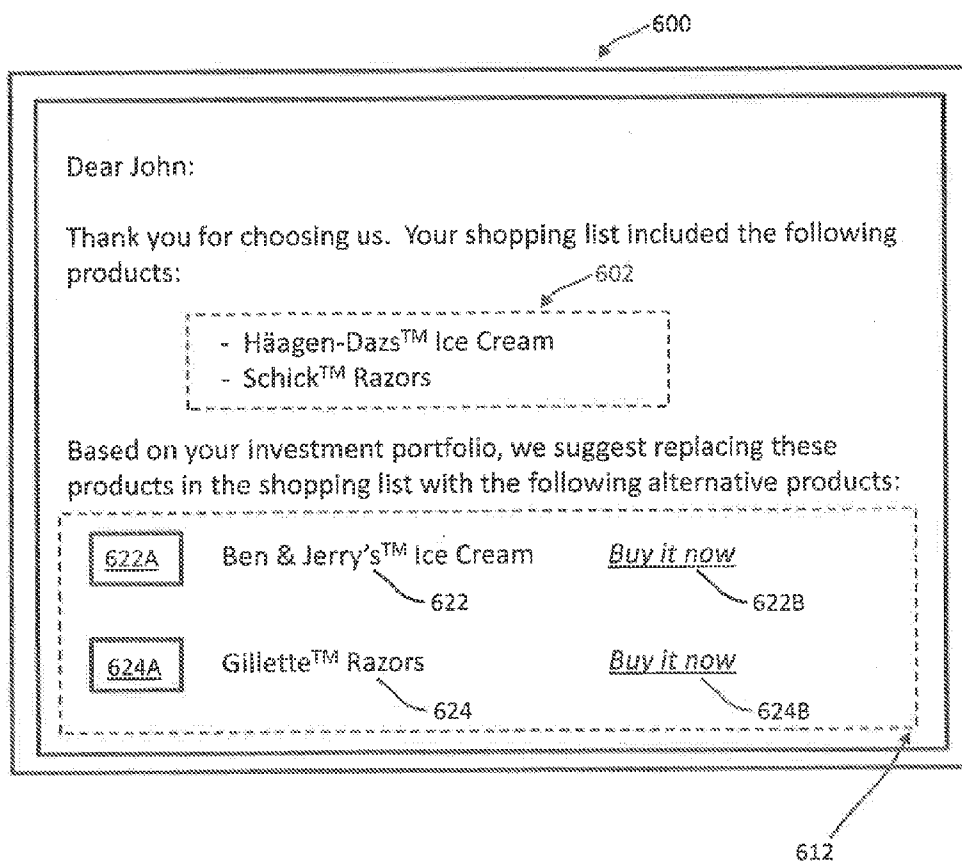 600
Dear John:
Thank you for choosing us. Your shopping list included the following
products:
602
- Häagen-Dazs™ Ice Cream
- Schick™ Razors
Based on your investment portfolio, we suggest replacing these
products in the shopping list with the following alternative products:
622A Ben & Jerry's™ Ice Cream Buy it now
622 622B
624A Gillette™ Razors Buy it now
624 624B
612